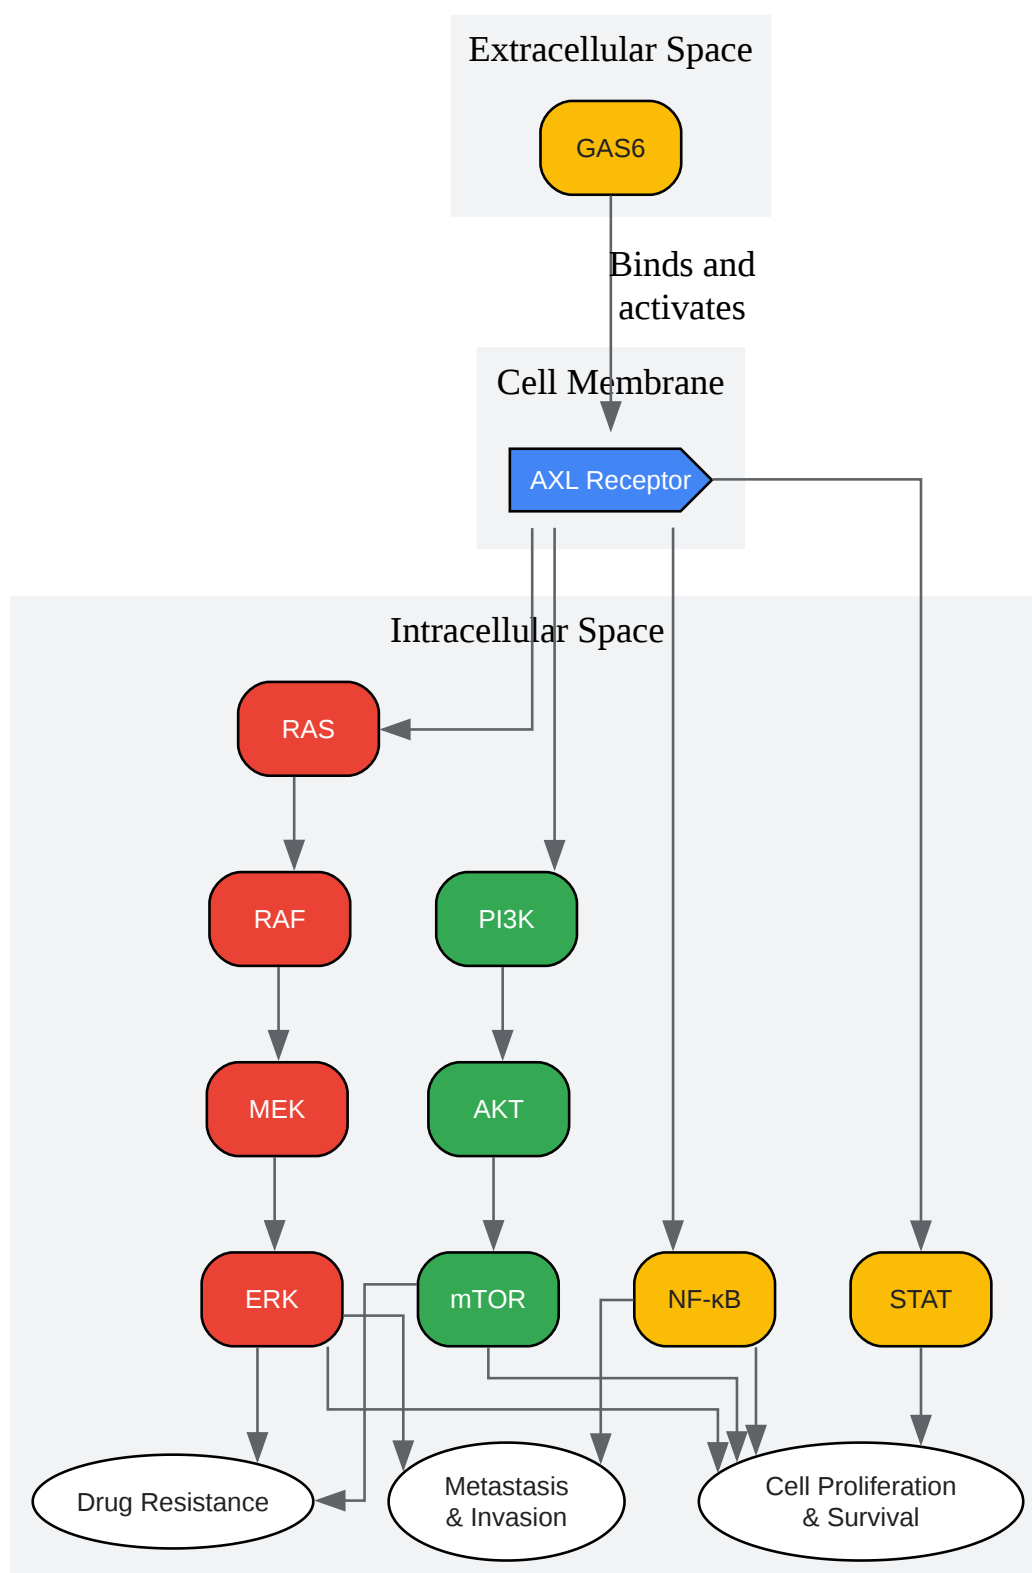 Extracellular Space
GAS6
Binds and
activates
Cell Membrane
AXL Receptor
Intracellular Space
RAS
RAF
PI3K
MEK
AKT
ERK
mTOR
NF-κB
STAT
Drug Resistance
Metastasis
& Invasion
Cell Proliferation
& Survival